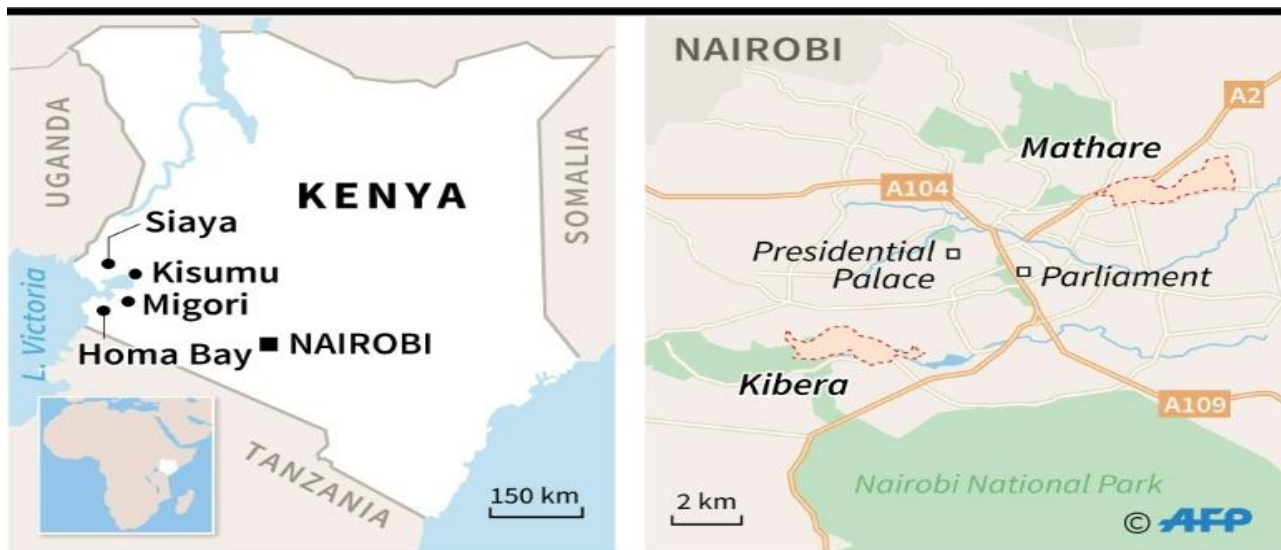 UGANDA
KENYA
SOMALIA
Siaya
Kisumu
Migori
Homa Bay
NAIROBI
L. Victoria
TANZANIA
150 km
NAIROBI
A2
Mathare
A104
Presidential
Palace
Parliament
Kibera
A109
Nairobi National Park
2 km
© AFP